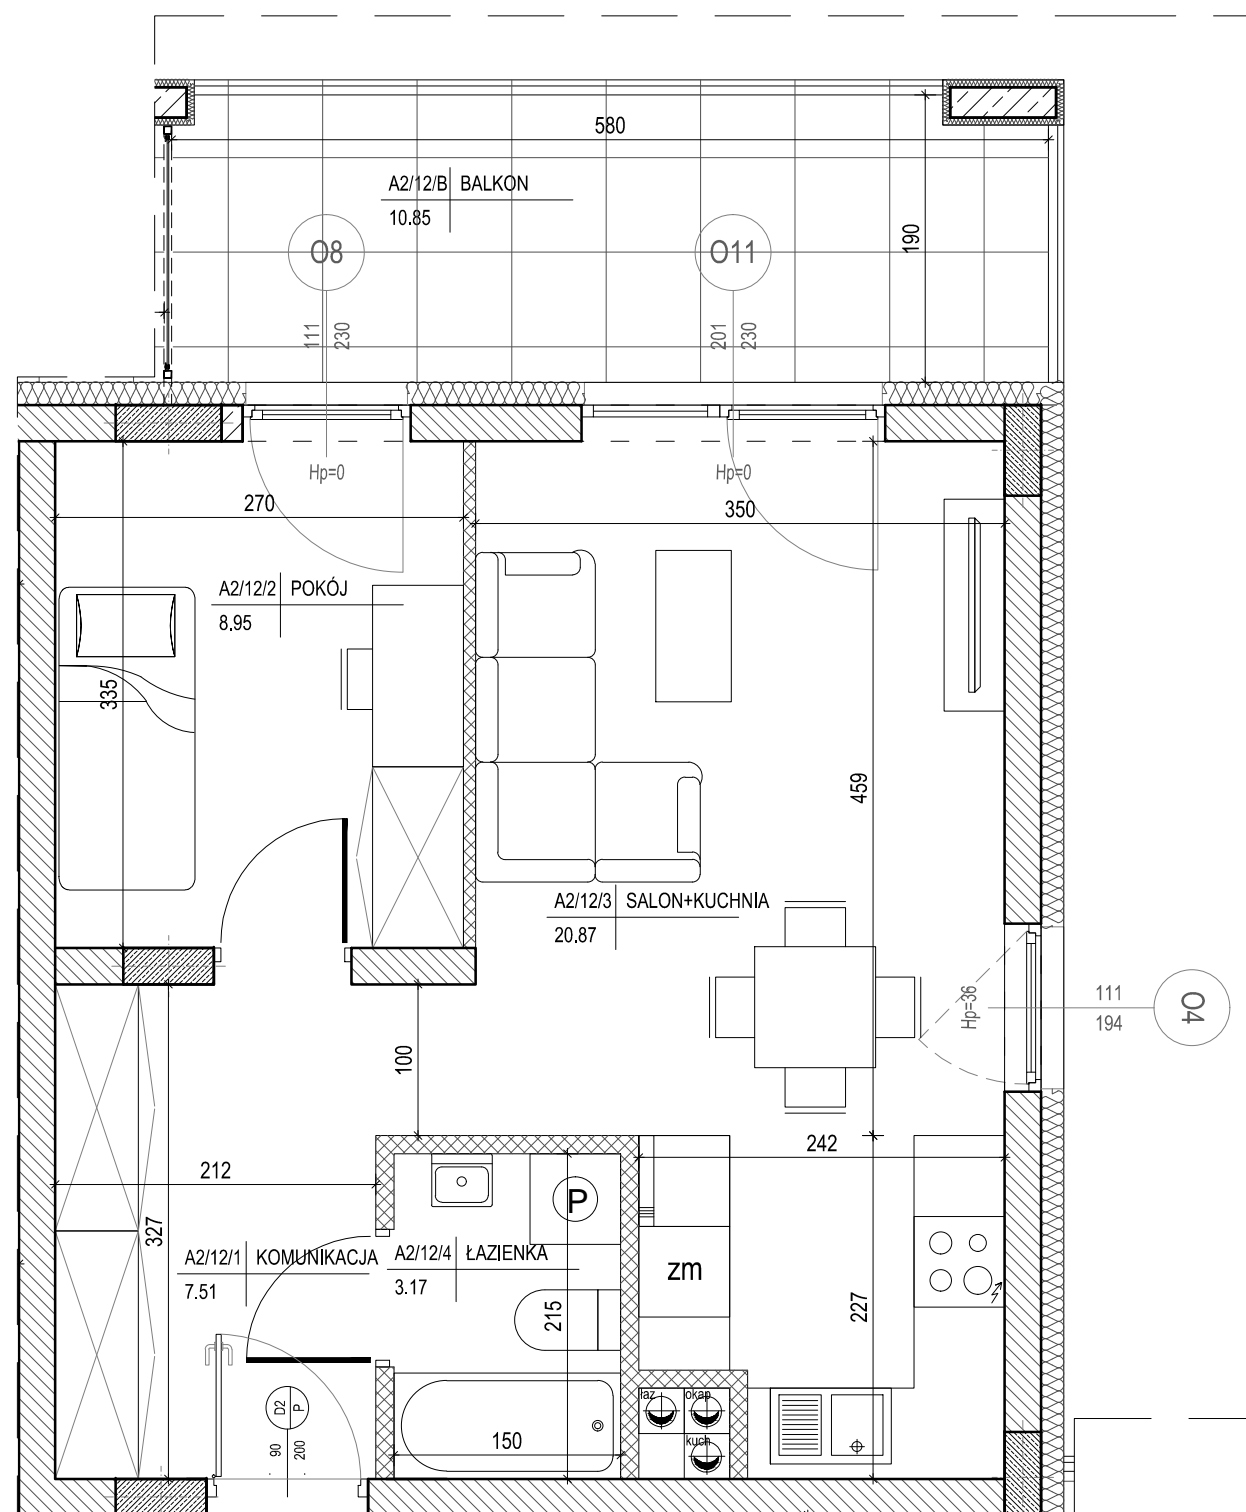 580
A2/12/B BALKON
10.85
190
O8
O11
111
230
201
230
Hp=0
Hp=0
270
350
A2/12/2 POKÓJ
8.95
335
459
A2/12/3 SALON+KUCHNIA
20.87
Hp=36
111
194
O4
100
242
212
P
327
A2/12/1 KOMUNIKACJA
7.51
A2/12/4 ŁAZIENKA
3.17
zm
215
227
D2
P
łaz
okap
kuch
90
200
150